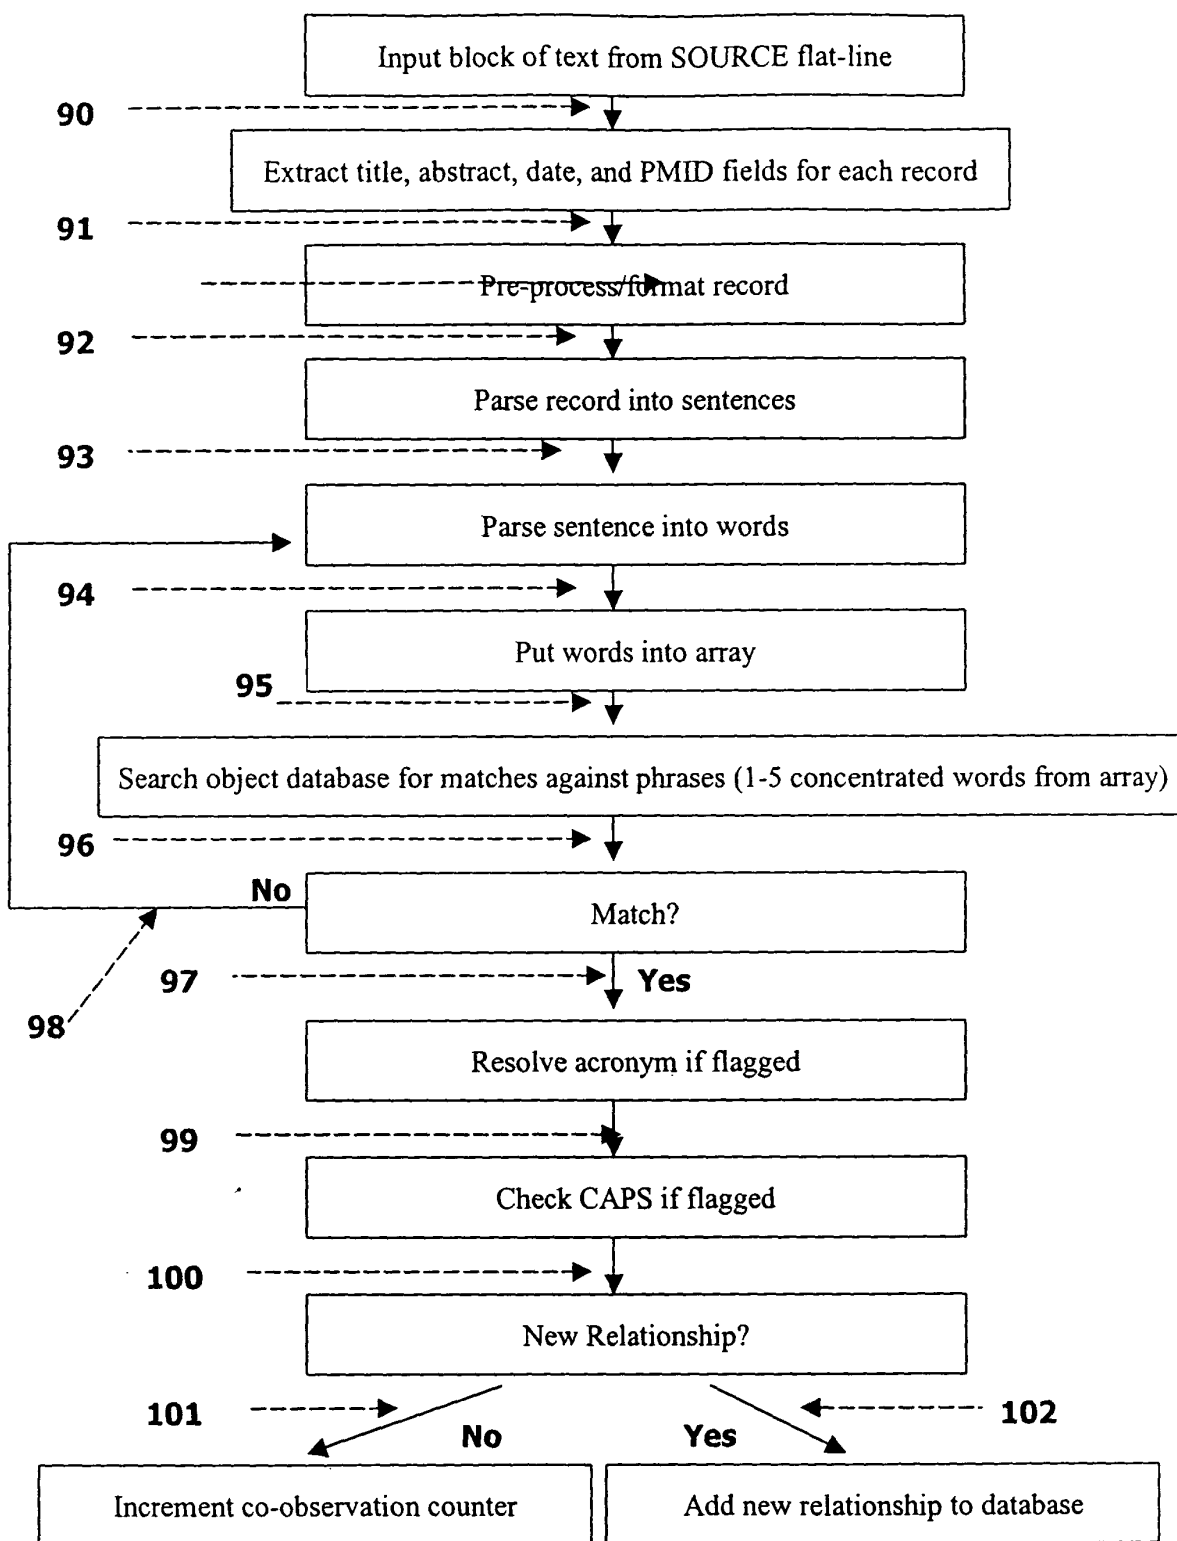 Input block of text from SOURCE flat-line
90
Extract title, abstract, date, and PMID fields for each record
91
Pre-process/format record
92
Parse record into sentences
93
Parse sentence into words
94
Put words into array
95
Search object database for matches against phrases (1-5 concentrated words from array)
96
No
Match?
97
Yes
98
Resolve acronym if flagged
99
Check CAPS if flagged
100
New Relationship?
101
102
No
Yes
Increment co-observation counter
Add new relationship to database